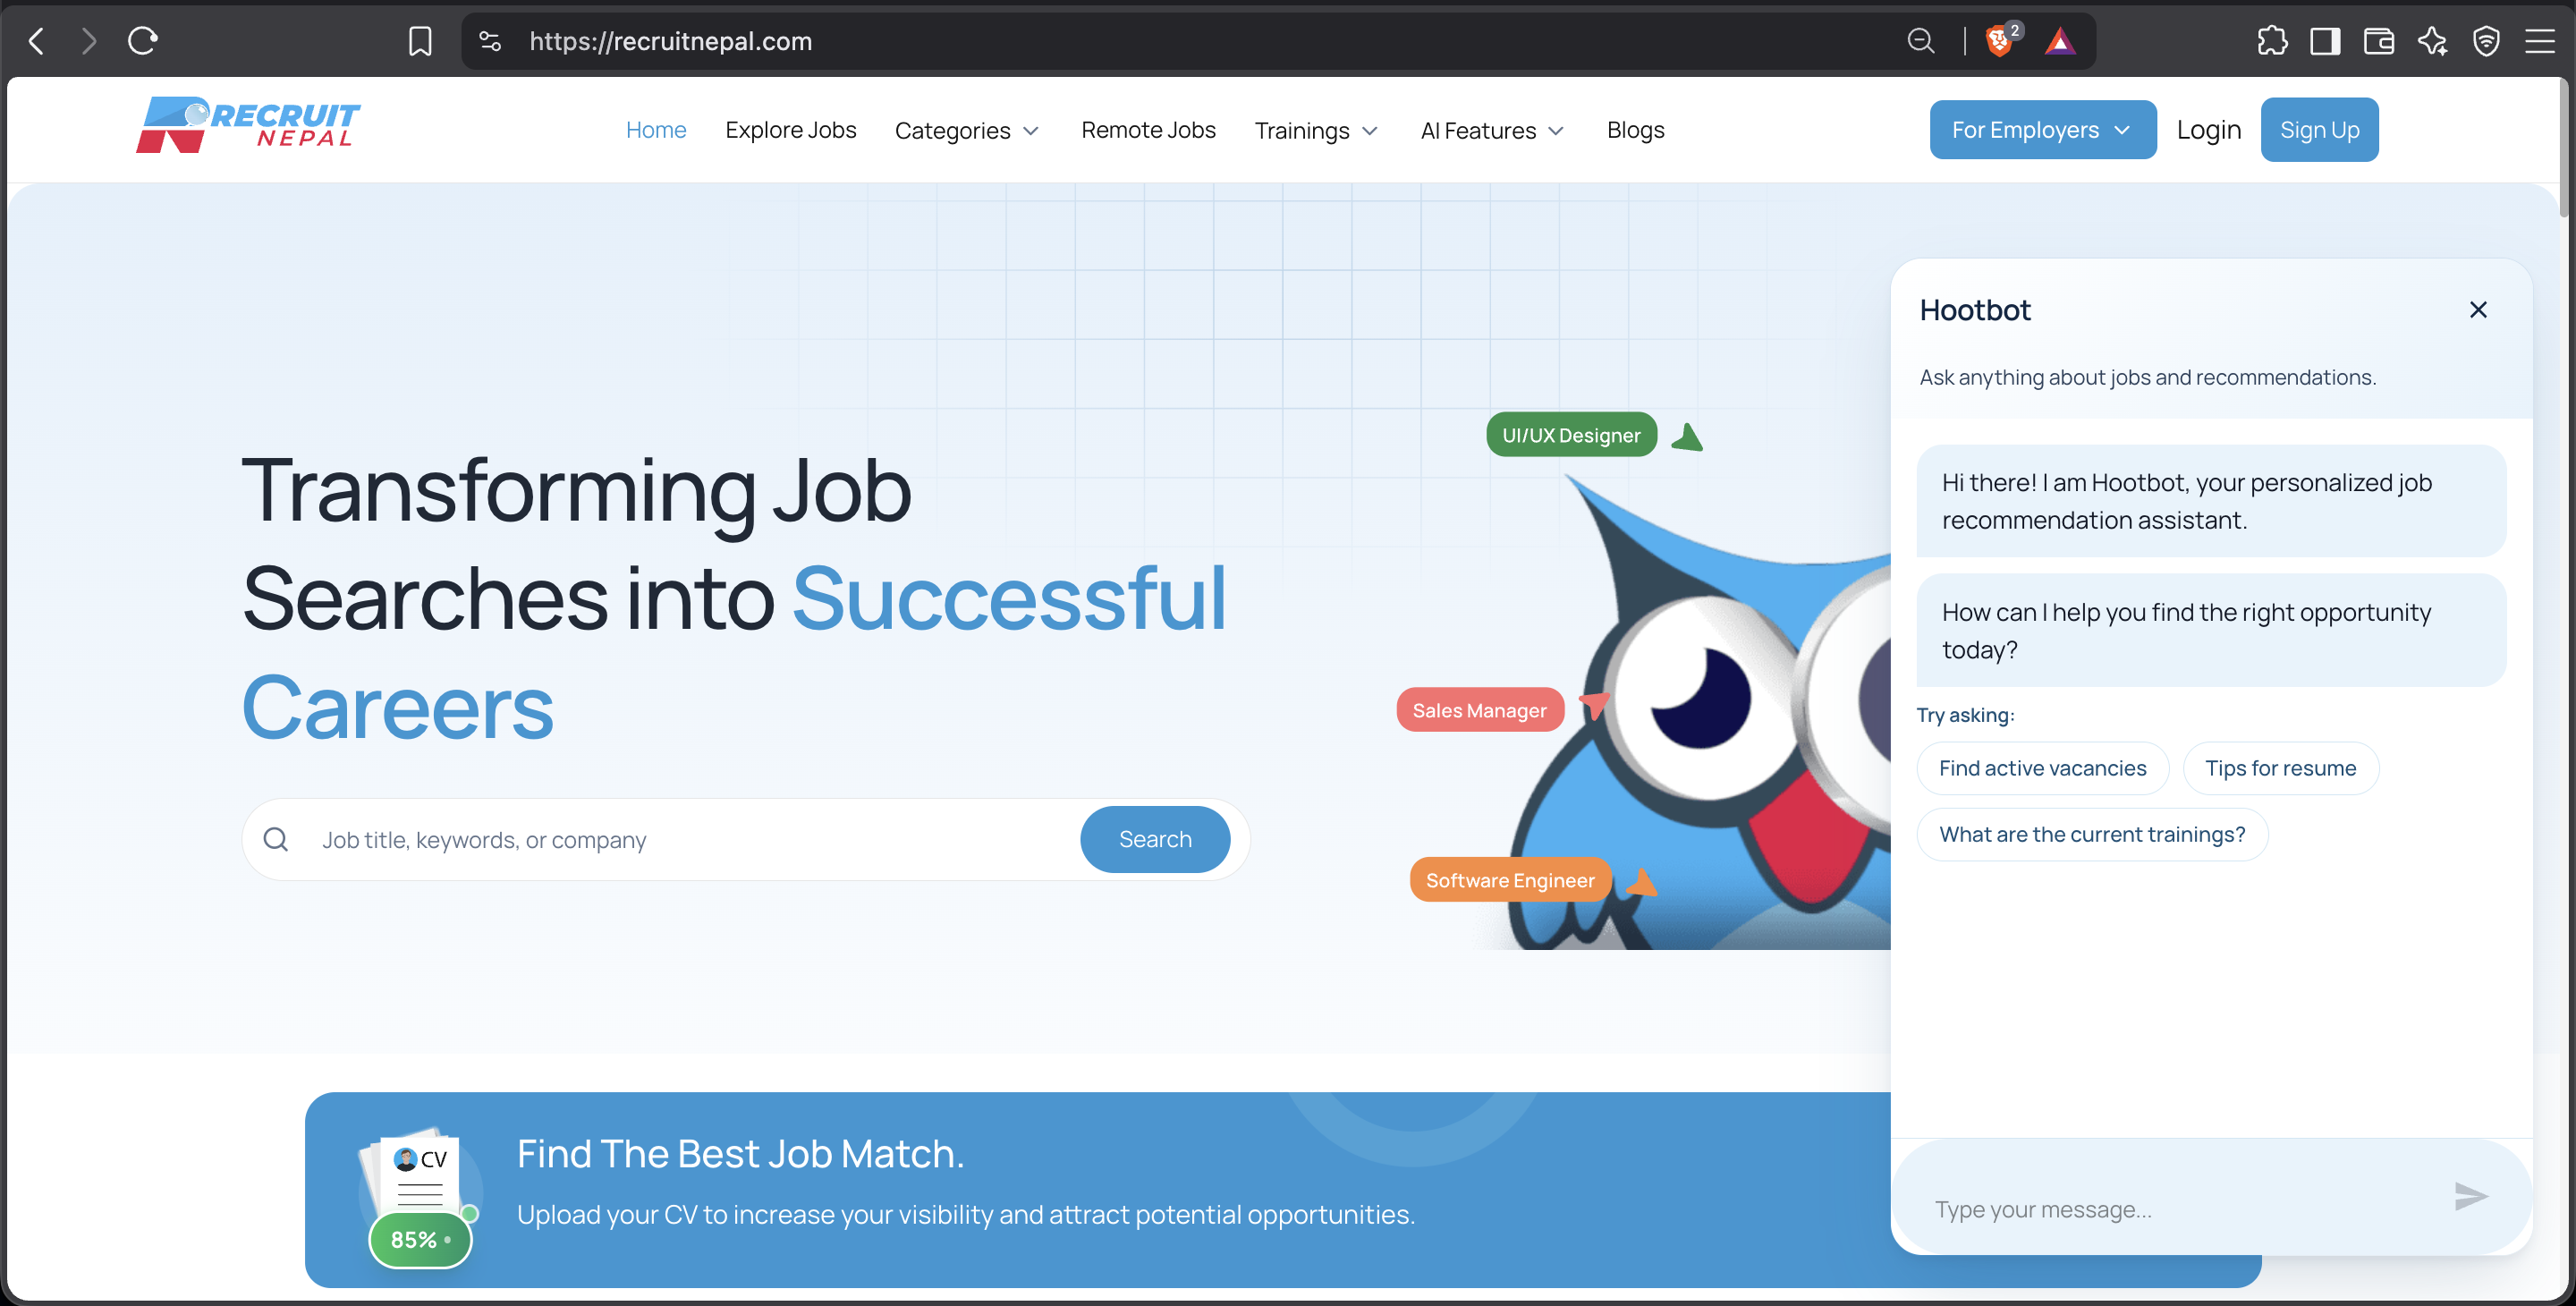 https://recruitnepal.com
2
RECRUIT
NEPAL
Home
Explore Jobs
Categories
Remote Jobs
Trainings
AI Features
Blogs
For Employers
Login
Sign Up
Transforming Job
Searches into Successful
Careers
Job title, keywords, or company
Search
UI/UX Designer
Sales Manager
Software Engineer
Hootbot
Ask anything about jobs and recommendations.
Hi there! I am Hootbot, your personalized job
recommendation assistant.
How can I help you find the right opportunity
today?
Try asking:
Find active vacancies
Tips for resume
What are the current trainings?
Type your message...
CV
85%
Find The Best Job Match.
Upload your CV to increase your visibility and attract potential opportunities.